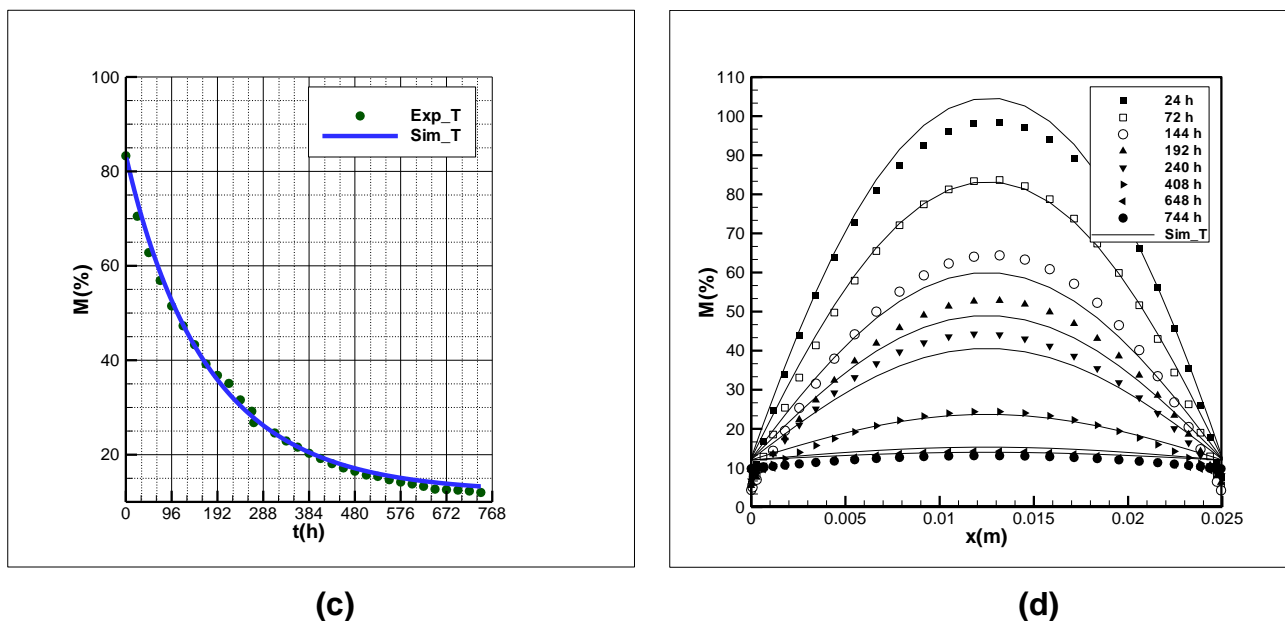 100
80
60
40
20
M(%)
0 96 192 288 384 480 576 672 768
t(h)
Exp_T
Sim_T
(c)
110
100
90
80
70
60
50
40
30
20
10
0
M(%)
0 0.005 0.01 0.015 0.02 0.025
x(m)
24 h
72 h
144 h
192 h
240 h
408 h
648 h
744 h
Sim_T
(d)